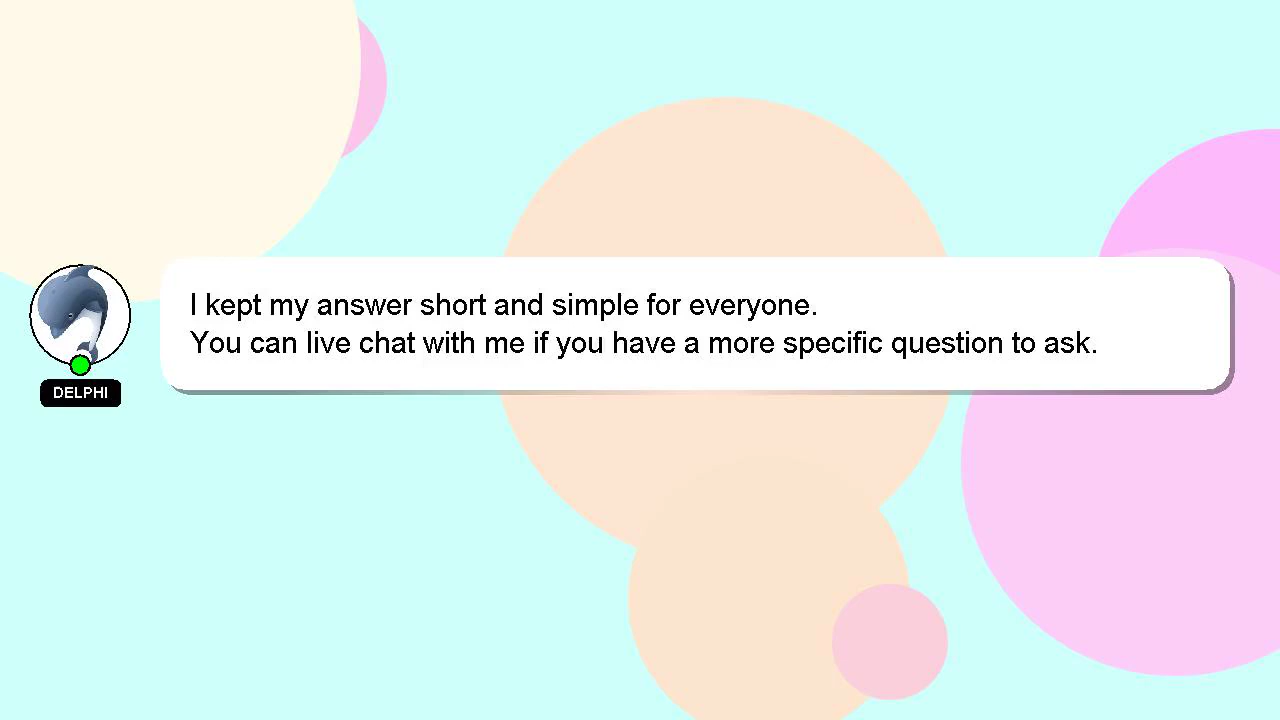 I kept my answer short and simple for everyone.
You can live chat with me if you have a more specific question to ask.
DELPHI